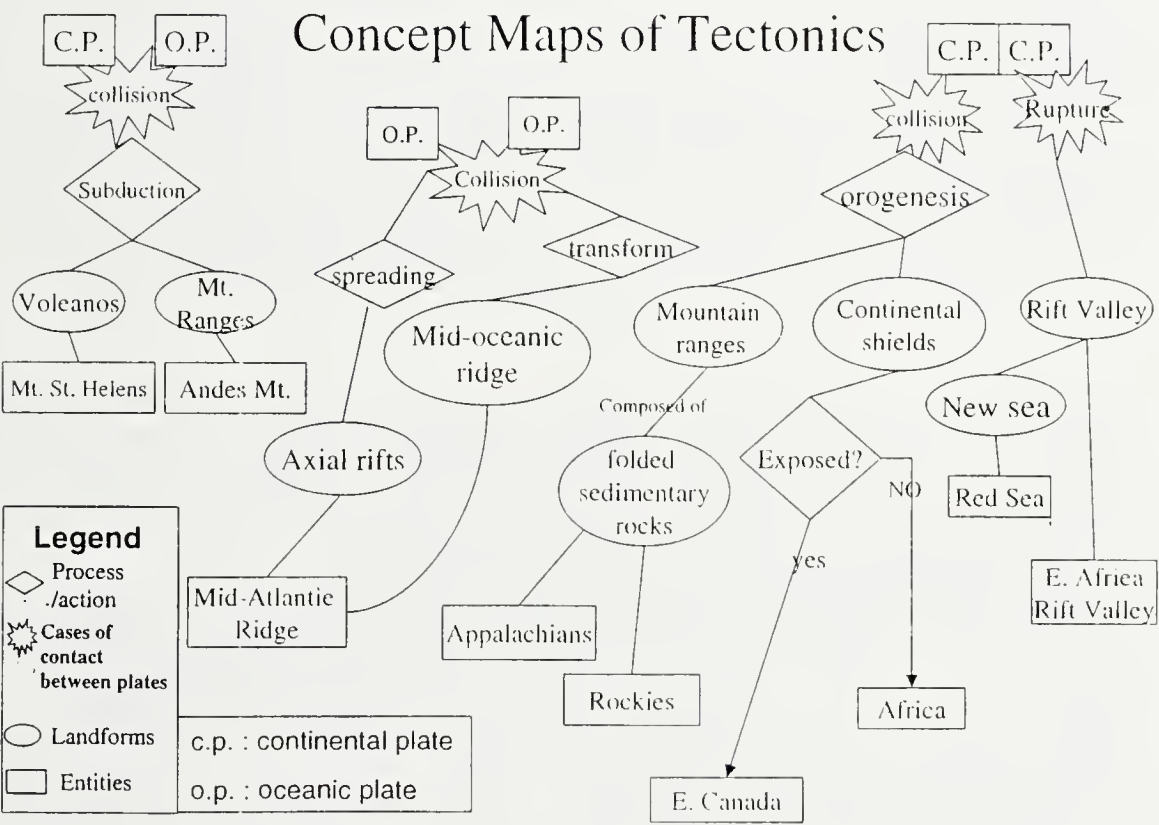 Concept Maps of Tectonics
C.P.
O.P.
collision
Subduction
Voleanos
Mt.
Ranges
Mt. St. Helens
Andes Mt.
O.P.
O.P.
Collision
spreading
transform
Mid-oceanic
ridge
Axial rifts
Mid-Atlantic
Ridge
C.P.
C.P.
collision
Rupture
orogenesis
Mountain
ranges
Continental
shields
Rift Valley
Composed of
folded
sedimentary
rocks
Exposed?
NO
yes
New sea
Red Sea
E. Africa
Rift Valley
Appalachians
Rockies
Africa
E. Canada
Legend
Process
./action
Cases of
contact
between plates
Landforms
Entities
c.p. : continental plate
o.p. : oceanic plate